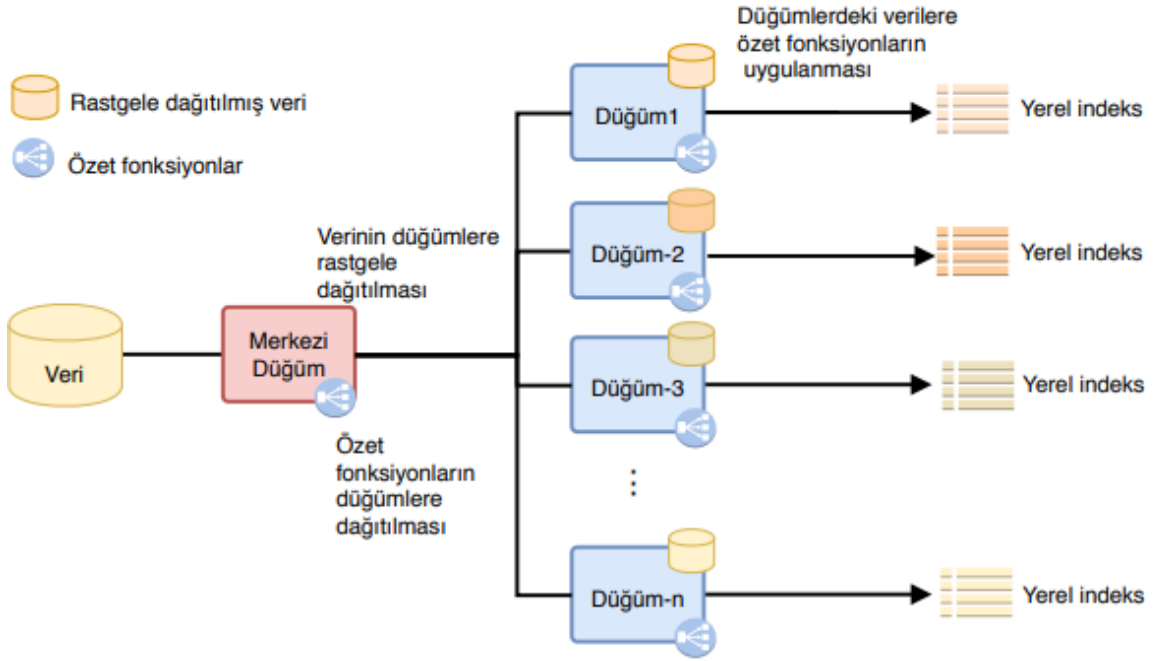 Düğümlerdeki verilere
özet fonksiyonların
uygulanması
Rastgele dağıtılmış veri
Özet fonksiyonlar
Düğüm1
Yerel indeks
Verinin düğümlere
rastgele
dağıtılması
Düğüm-2
Yerel indeks
Veri
Merkezi
Düğüm
Düğüm-3
Yerel indeks
Özet
fonksiyonların
düğümlere
dağıtılması
...
Düğüm-n
Yerel indeks